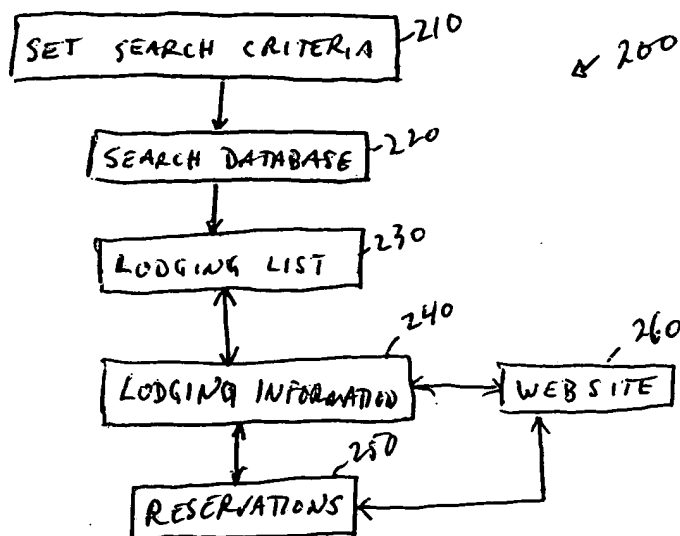 SET SEARCH CRITERIA 210
200
SEARCH DATABASE 220
LODGING LIST 230
240
LODGING INFORMATION
260
WEBSITE
250
RESERVATIONS